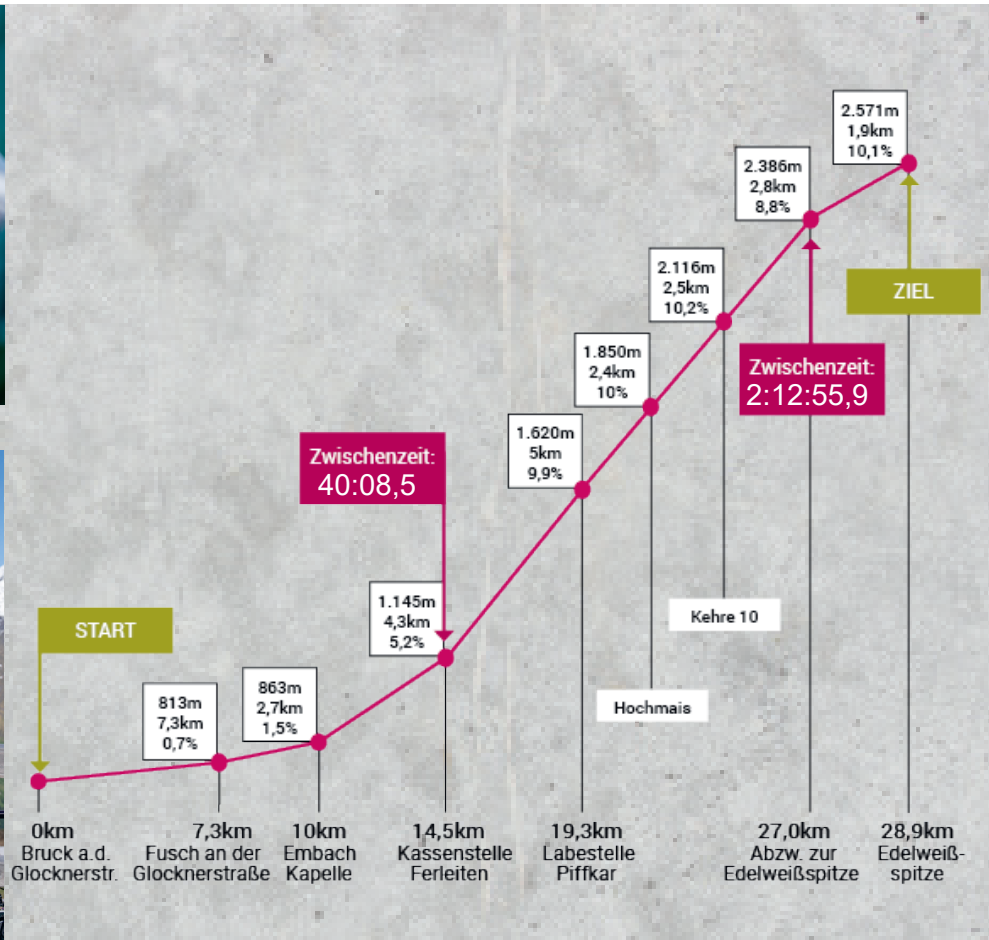 2.571m
1,9km
10,1%
2.386m
2,8km
8,8%
2.116m
2,5km
10,2%
ZIEL
1.850m
2,4km
10%
Zwischenzeit:
2:12:55,9
1.620m
5km
9,9%
Zwischenzeit:
40:08,5
1.145m
4,3km
5,2%
Kehre 10
START
863m
2,7km
1,5%
813m
7,3km
0,7%
Hochmais
0km
Bruck a.d.
Glocknerstr.
7,3km
Fusch an der
Glocknerstraße
10km
Embach
Kapelle
14,5km
Kassenstelle
Ferleiten
19,3km
Labestelle
Piffkar
27,0km
Abzw. zur
Edelweißspitze
28,9km
Edelweiß-
spitze